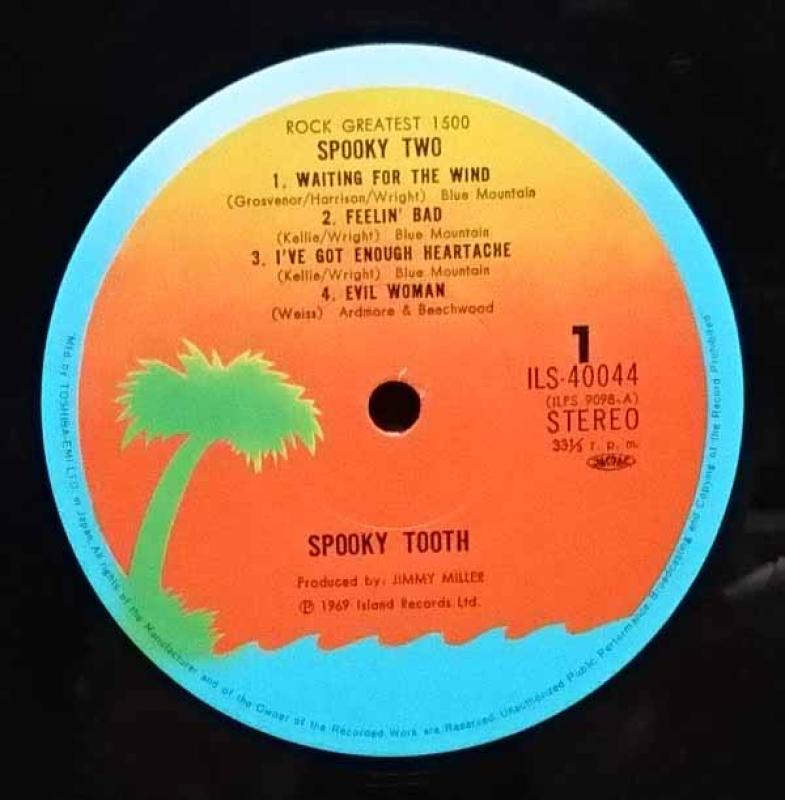 ROCK GREATEST 1500
SPOOKY TWO
1. WAITING FOR THE WIND
(Grosvenor/Harrison/Wright) Blue Mountain
2. FEELIN' BAD
(Kellie/Wright) Blue Mountain
3. I'VE GOT ENOUGH HEARTACHE
(Kellie/Wright) Blue Mountain
4. EVIL WOMAN
(Weiss) Ardmore & Beechwood
1
ILS-40044
(ILPS 9098-A)
STEREO
33⅓ r. p. m.
SPOOKY TOOTH
Produced by: JIMMY MILLER
Ⓟ 1969 Island Records Ltd.
Mfd by TOSHIBA-EMI LTD. in Japan. All rights of the Manufacturer and of the Owner of the Recorded Work are Reserved. Unauthorized Public Performance. Broadcasting and Copying of the Record Prohibited